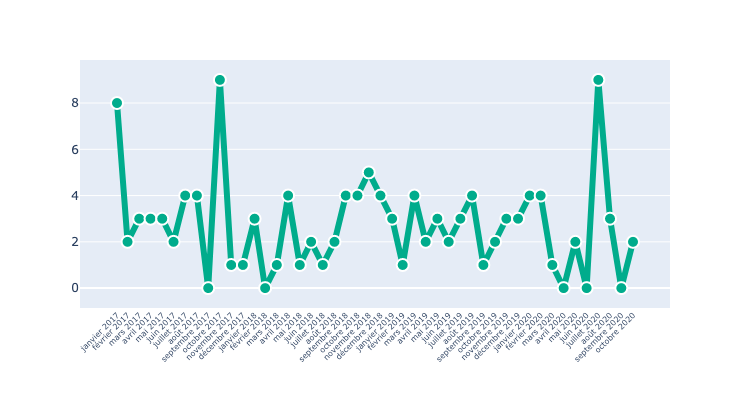 8
6
4
2
0
janvier 2017
février 2017
mars 2017
avril 2017
mai 2017
juin 2017
juillet 2017
août 2017
septembre 2017
octobre 2017
novembre 2017
décembre 2017
janvier 2018
février 2018
mars 2018
avril 2018
mai 2018
juin 2018
juillet 2018
août 2018
septembre 2018
octobre 2018
novembre 2018
décembre 2018
janvier 2019
février 2019
mars 2019
avril 2019
mai 2019
juin 2019
juillet 2019
août 2019
septembre 2019
octobre 2019
novembre 2019
décembre 2019
janvier 2020
février 2020
mars 2020
avril 2020
mai 2020
juin 2020
juillet 2020
août 2020
septembre 2020
octobre 2020